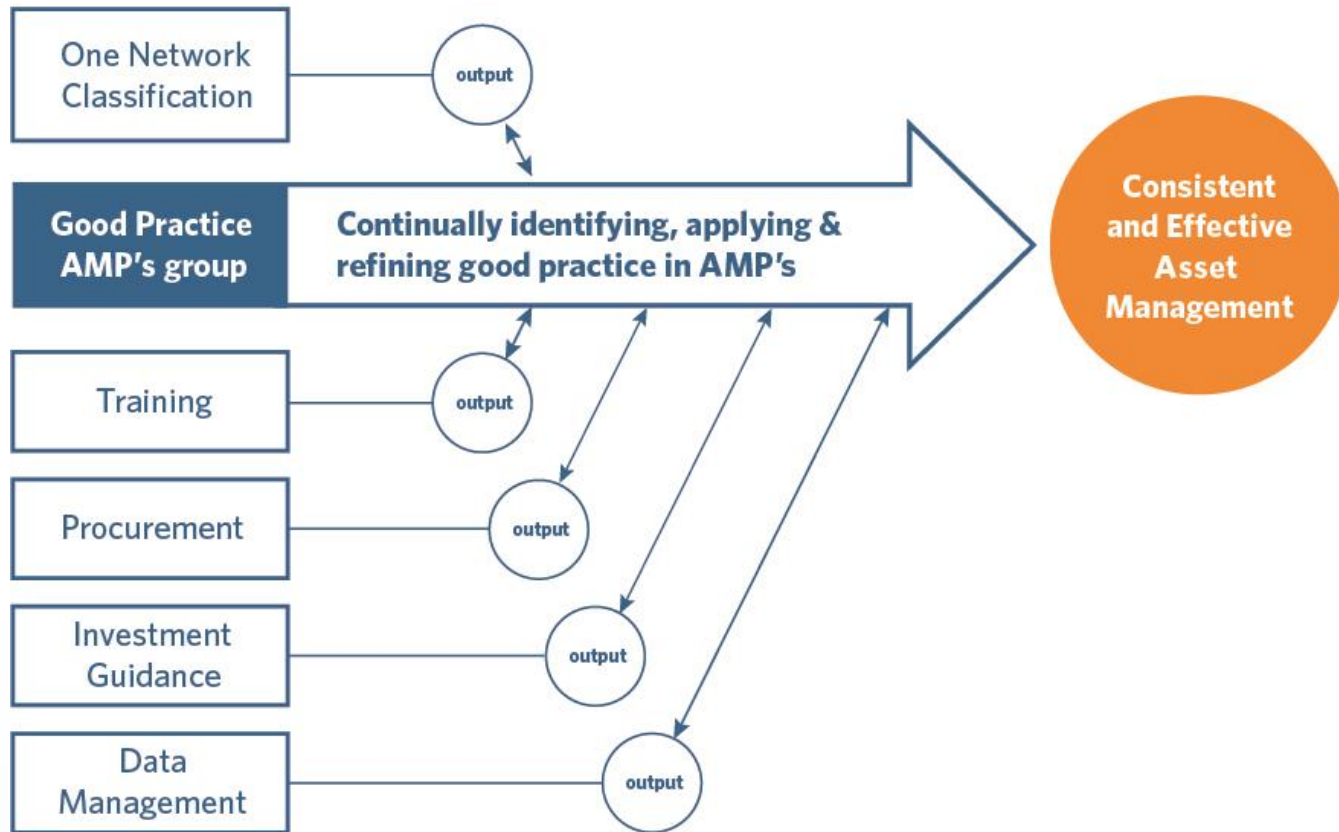 One Network
Classification
output
Good Practice
AMP's group
Continually identifying, applying &
refining good practice in AMP's
Consistent
and Effective
Asset
Management
Training
output
Procurement
output
Investment
Guidance
output
Data
Management
output